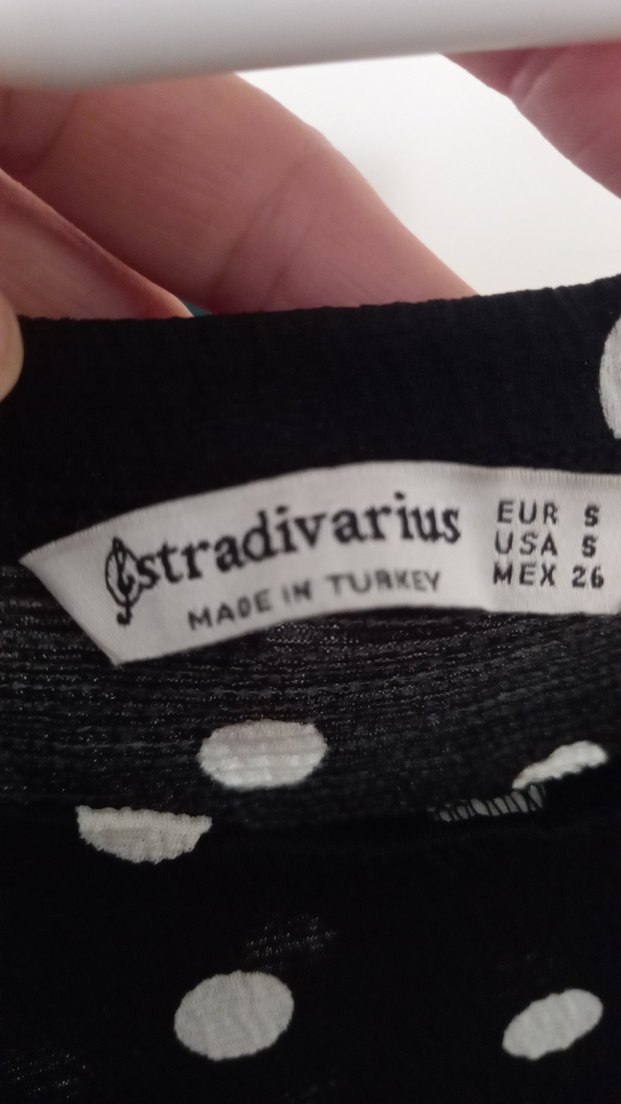 stradivarius
MADE IN TURKEY
EUR S
USA S
MEX 26